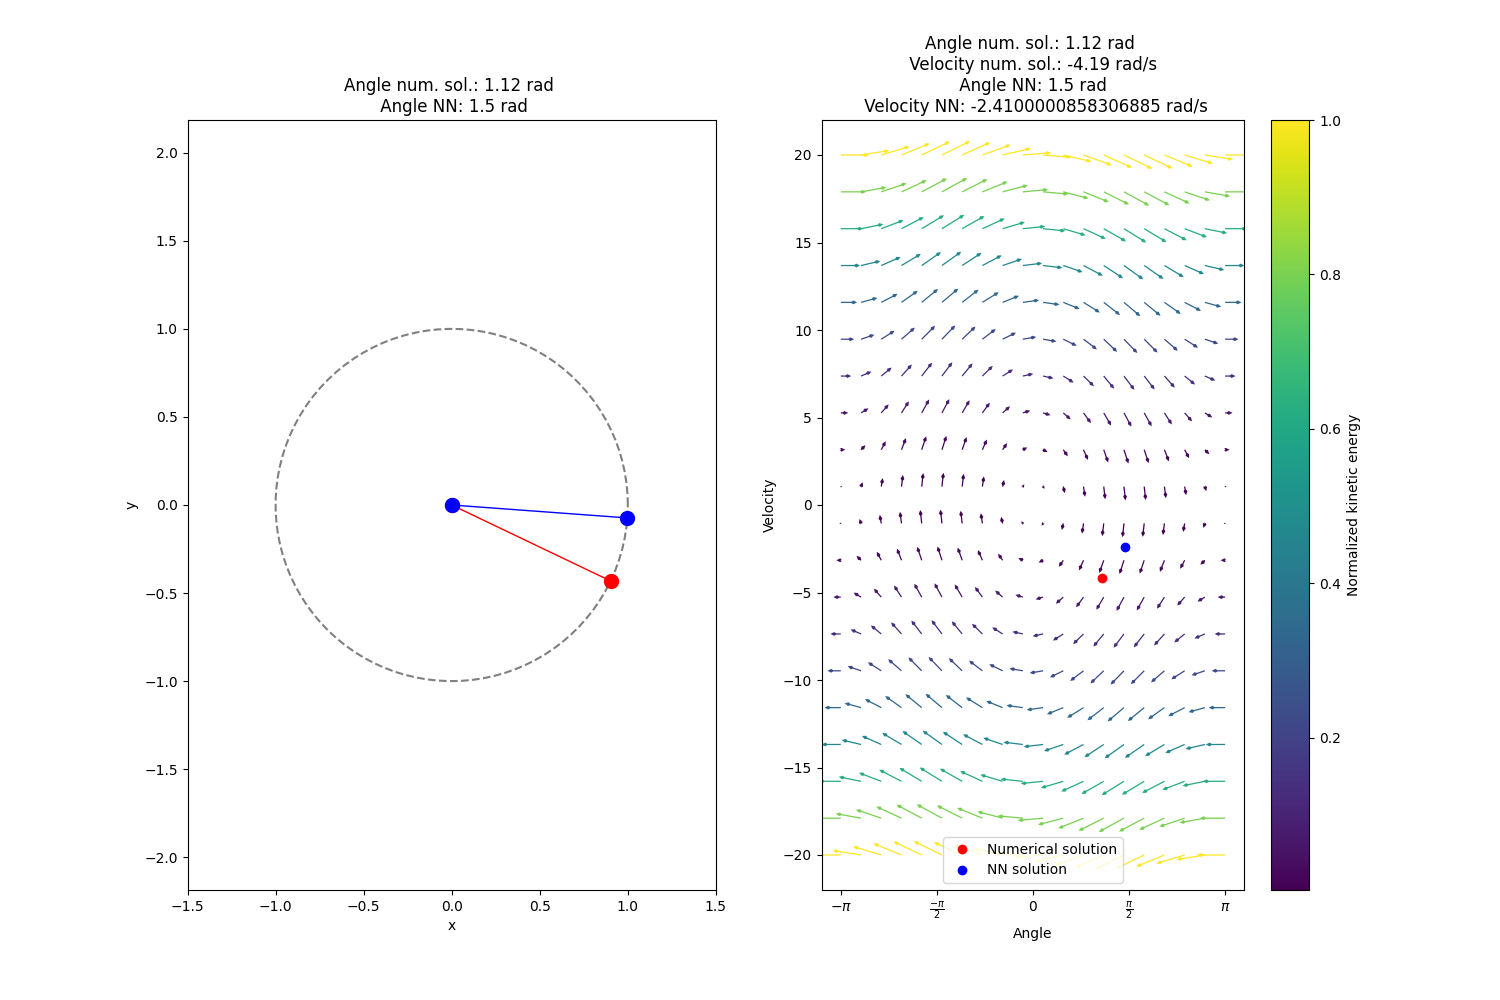 Angle num. sol.: 1.12 rad
Angle NN: 1.5 rad
2.0
1.5
1.0
0.5
0.0
−0.5
−1.0
−1.5
−2.0
y
−1.5 −1.0 −0.5 0.0 0.5 1.0 1.5
x
Angle num. sol.: 1.12 rad
Velocity num. sol.: -4.19 rad/s
Angle NN: 1.5 rad
Velocity NN: -2.4100000858306885 rad/s
20
15
10
5
0
−5
−10
−15
−20
Velocity
Numerical solution
NN solution
−π −π/2 0 π/2 π
Angle
1.0
0.8
0.6
0.4
0.2
Normalized kinetic energy